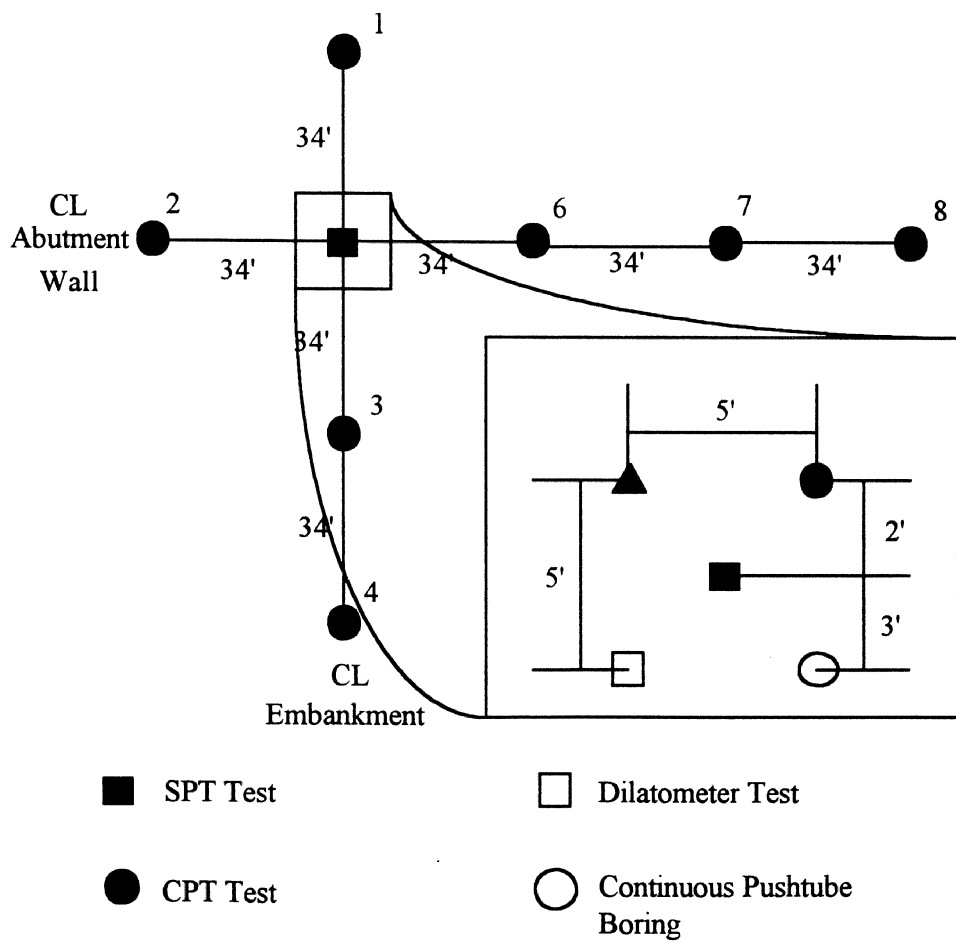 1
34'
CL
Abutment
Wall
2
6
7
8
34'
34'
34'
34'
34'
3
34'
4
CL
Embankment
5'
2'
5'
3'
SPT Test
Dilatometer Test
CPT Test
Continuous Pushtube
Boring